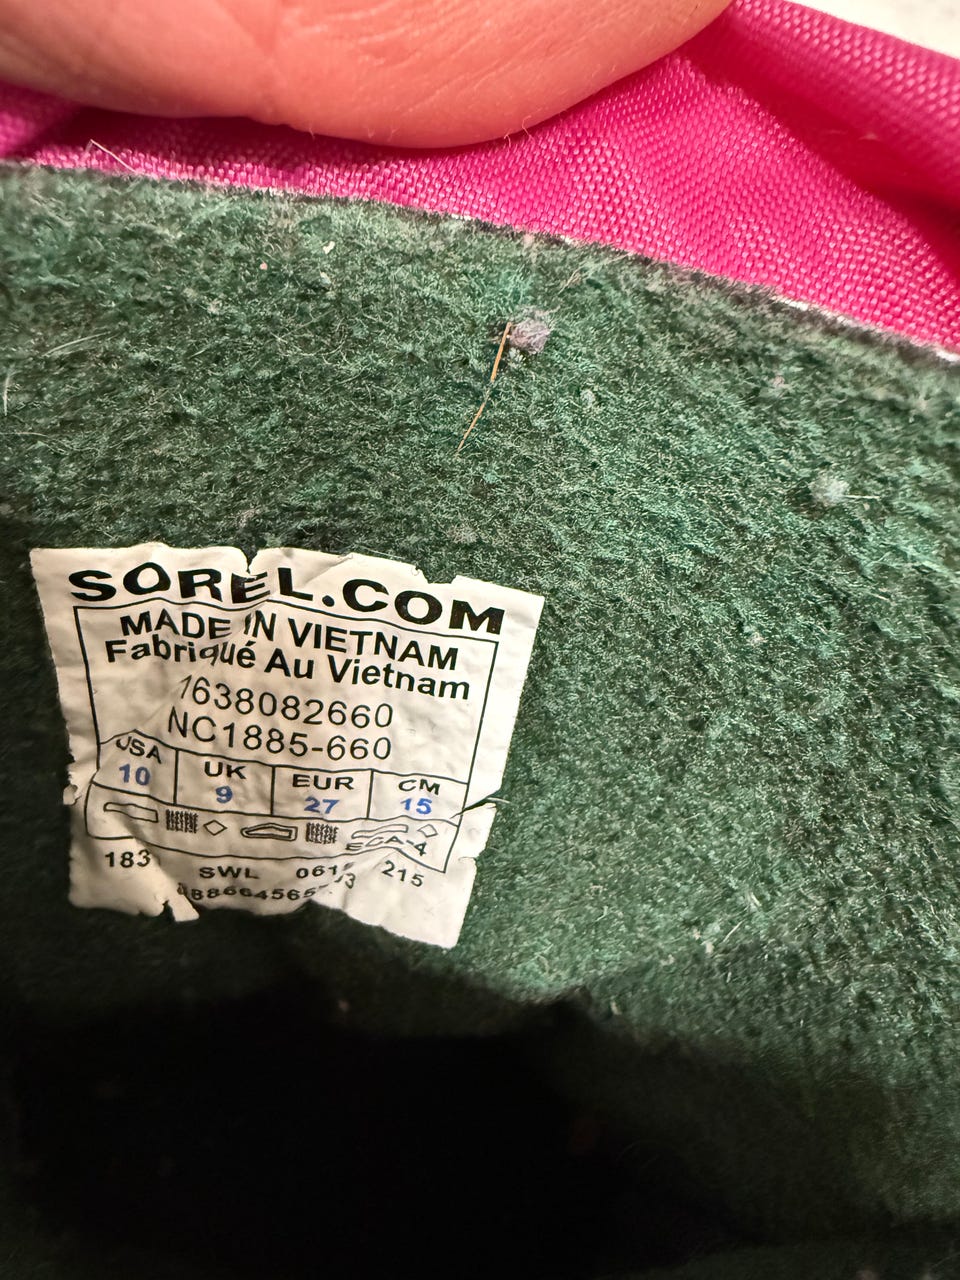 SOREL.COM
MADE IN VIETNAM
Fabriqué Au Vietnam
1638082660
NC1885-660
USA UK EUR CM
10 9 27 15
183 SWL 215